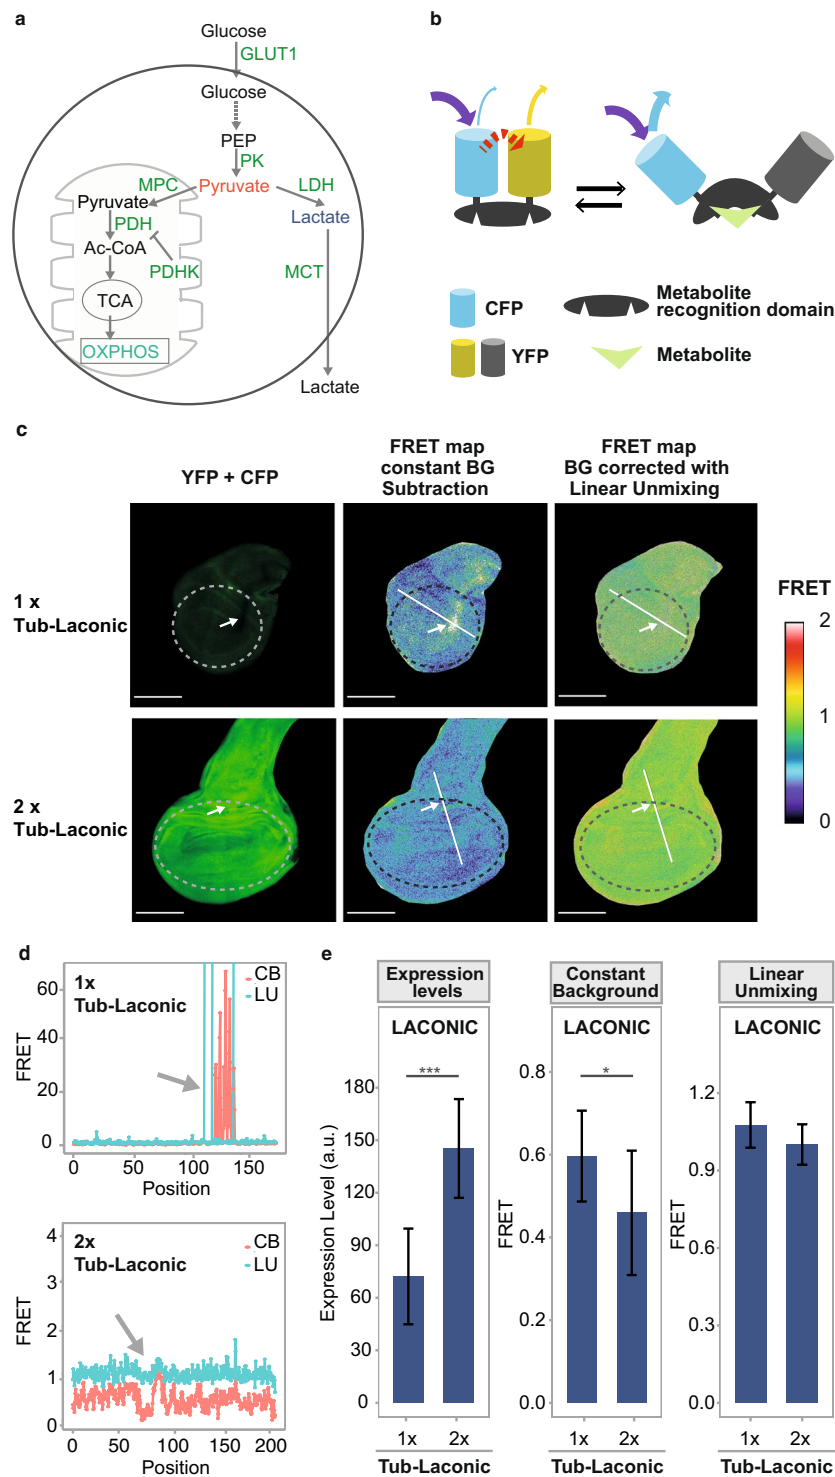 a
Glucose
GLUT1
Glucose
PEP
PK
MPC
Pyruvate
LDH
Pyruvate
Lactate
PDH
Ac-CoA
PDHK
MCT
TCA
OXPHOS
Lactate
b
CFP
Metabolite
recognition domain
YFP
Metabolite
c
YFP + CFP
FRET map
constant BG
Subtraction
FRET map
BG corrected with
Linear Unmixing
1 x
Tub-Laconic
2 x
Tub-Laconic
FRET
2
1
0
d
1x
Tub-Laconic
CB
LU
FRET
60
40
20
0
0 50 100 150
Position
2x
Tub-Laconic
CB
LU
FRET
4
3
2
1
0
0 50 100 150 200
Position
e
Expression
levels
LACONIC
***
Expression Level (a.u.)
180
150
120
90
60
30
0
1x 2x
Tub-Laconic
Constant
Background
LACONIC
*
FRET
0.8
0.6
0.4
0.2
0.0
1x 2x
Tub-Laconic
Linear
Unmixing
LACONIC
FRET
1.2
0.9
0.6
0.3
0.0
1x 2x
Tub-Laconic